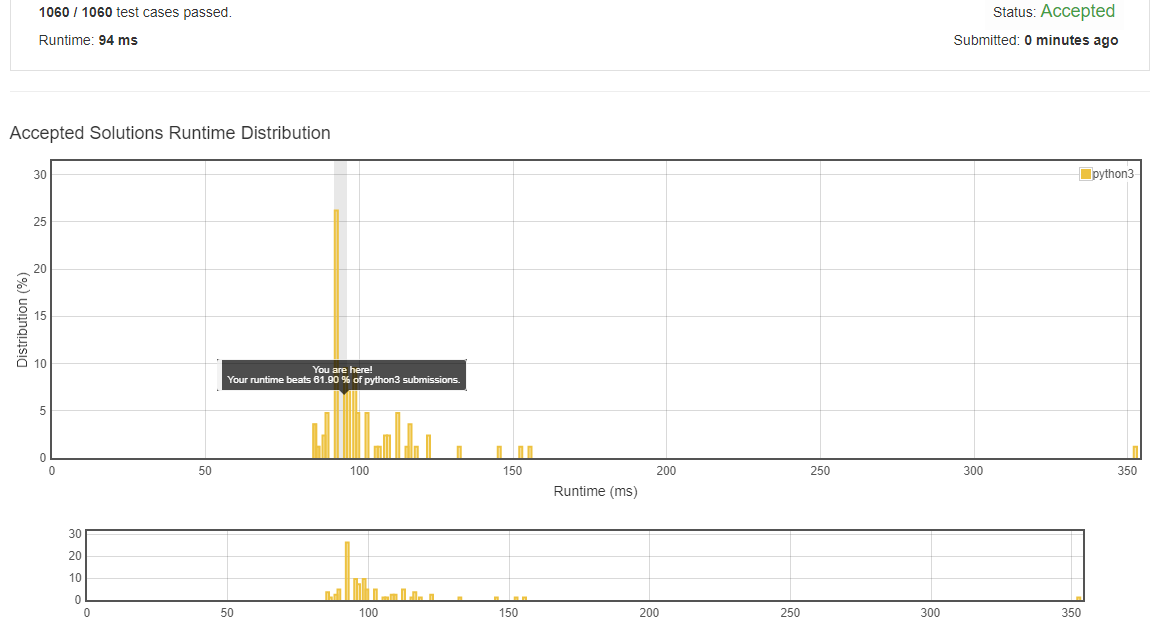 1060 / 1060 test cases passed.
Status: Accepted
Runtime: 94 ms
Submitted: 0 minutes ago
Accepted Solutions Runtime Distribution
30
python3
25
20
15
10
5
0
Distribution (%)
You are here!
Your runtime beats 61.90 % of python3 submissions.
0 50 100 150 200 250 300 350
Runtime (ms)
30
20
10
0
0 50 100 150 200 250 300 350